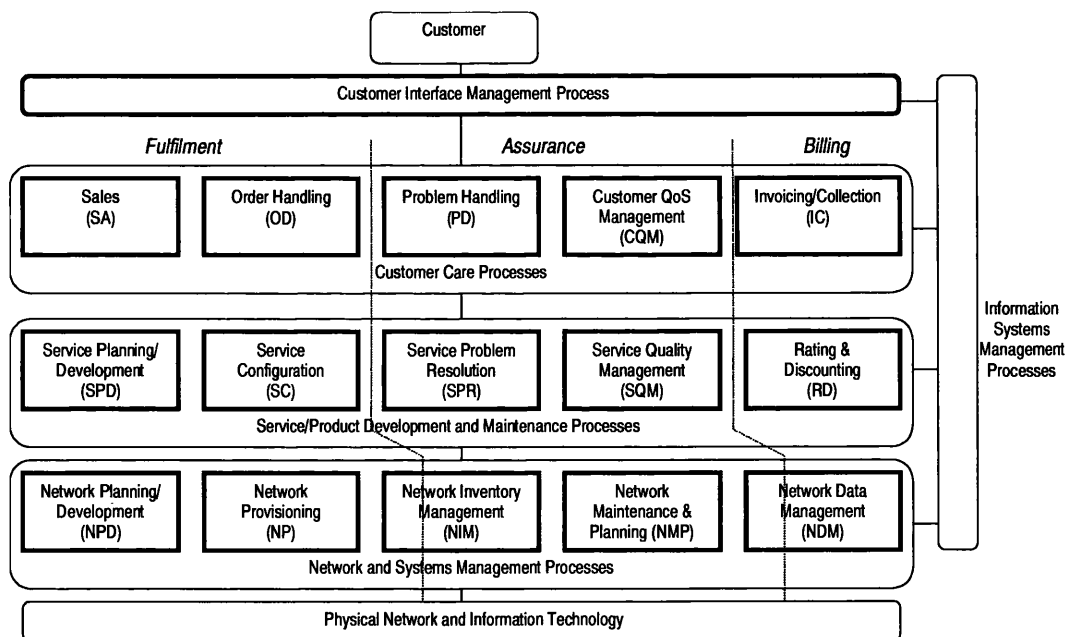 Customer
Customer Interface Management Process
Fulfilment
Assurance
Billing
Sales
(SA)
Order Handling
(OD)
Problem Handling
(PD)
Customer QoS
Management
(CQM)
Invoicing/Collection
(IC)
Customer Care Processes
Service Planning/
Development
(SPD)
Service
Configuration
(SC)
Service Problem
Resolution
(SPR)
Service Quality
Management
(SQM)
Rating &
Discounting
(RD)
Service/Product Development and Maintenance Processes
Network Planning/
Development
(NPD)
Network
Provisioning
(NP)
Network Inventory
Management
(NIM)
Network
Maintenance &
Planning (NMP)
Network Data
Management
(NDM)
Network and Systems Management Processes
Physical Network and Information Technology
Information
Systems
Management
Processes